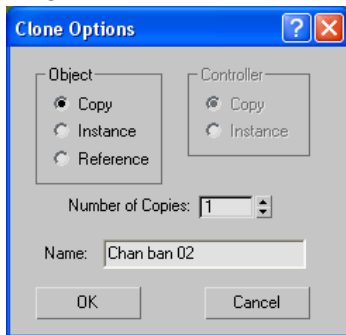 Clone Options
Object
Controller
Copy
Copy
Instance
Instance
Reference
Number of Copies: 1
Name: Chan ban 02
OK
Cancel